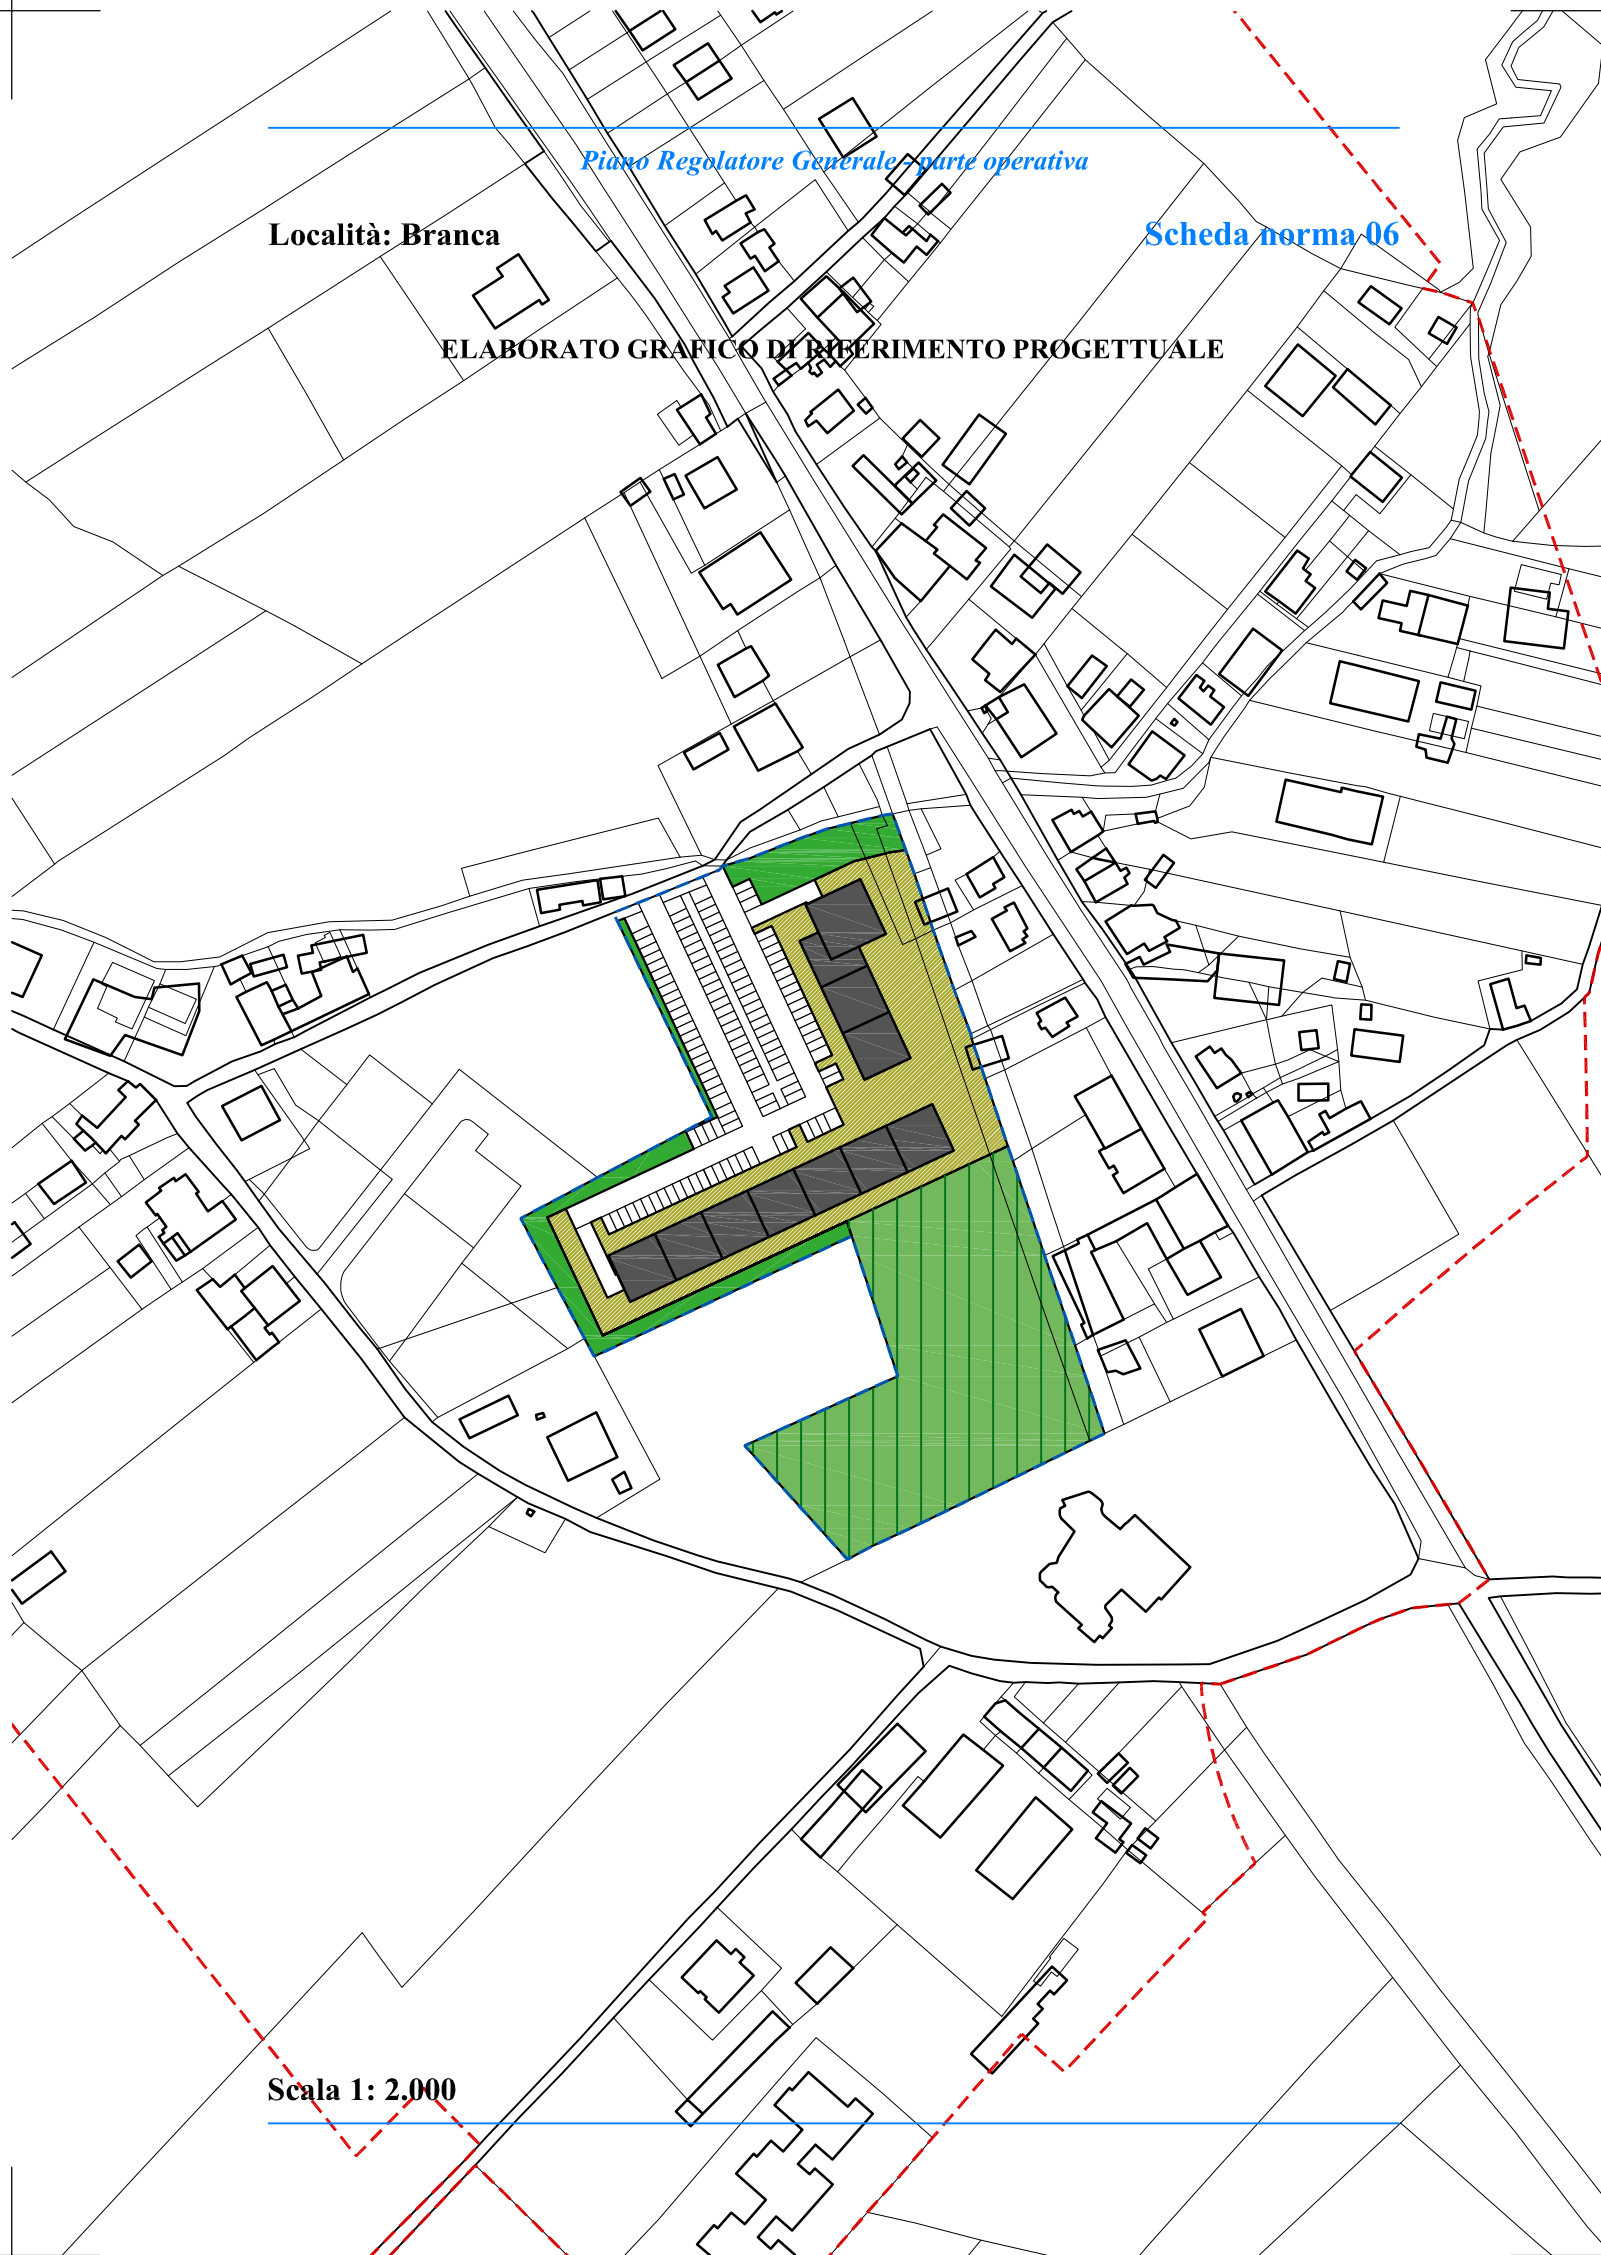 Piano Regolatore Generale - parte operativa
Località: Branca
Scheda norma 06
ELABORATO GRAFICO DI RIFERIMENTO PROGETTUALE
Scala 1: 2.000